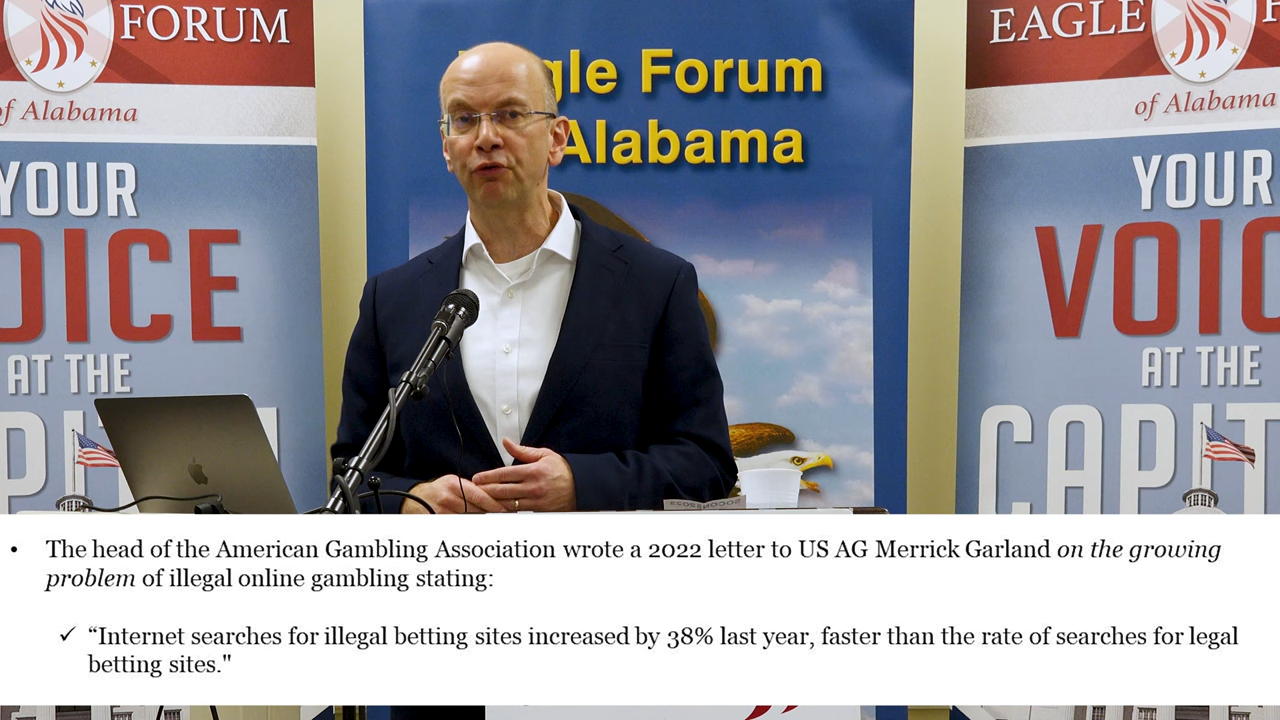 FORUM
of Alabama
YOUR
VOICE
AT THE
Eagle Forum
Alabama
EAGLE
of Alabama
YOUR
VOIC
AT THE
CAPIT
• The head of the American Gambling Association wrote a 2022 letter to US AG Merrick Garland on the growing
problem of illegal online gambling stating:
✓ “Internet searches for illegal betting sites increased by 38% last year, faster than the rate of searches for legal
betting sites."